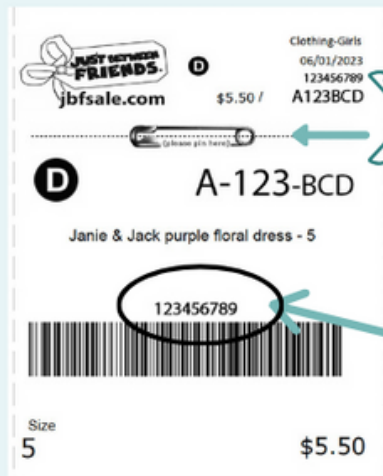 JUST BETWEEN
FRIENDS.
jbfsale.com
D
$5.50 /
Clothing-Girls
06/01/2023
123456789
A123BCD
(please pin here)
D
A-123-BCD
Janie & Jack purple floral dress - 5
123456789
Size
5
$5.50